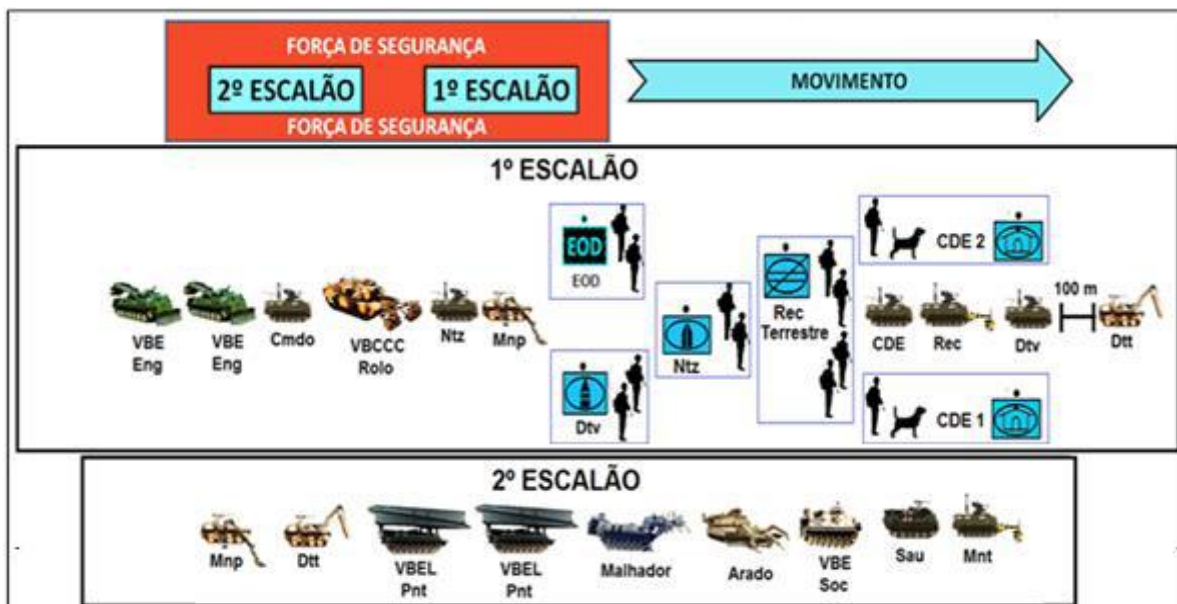 FORÇA DE SEGURANÇA
2º ESCALÃO
1º ESCALÃO
FORÇA DE SEGURANÇA
MOVIMENTO
1º ESCALÃO
VBE
Eng
VBE
Eng
Cmdo
VBCCC
Rolo
Ntz
Mnp
EOD
EOD
Dtv
Ntz
Rec
Terrestre
CDE 2
CDE
Rec
Dtv
100 m
Dtt
CDE 1
2º ESCALÃO
Mnp
Dtt
VBEL
Pnt
VBEL
Pnt
Malhador
Arado
VBE
Soc
Sau
Mnt